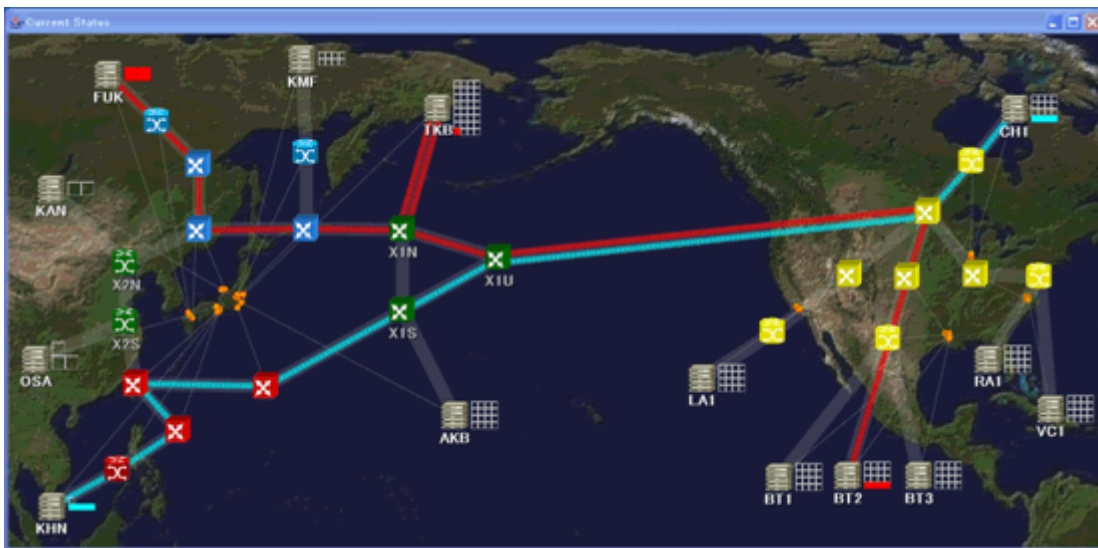 Current Status
KMF
FUK
TKB
CH1
KAN
X1N
X1U
X2N
X1S
X2S
OSA
RA1
LA1
AKB
VC1
BT1
BT2
BT3
KHN